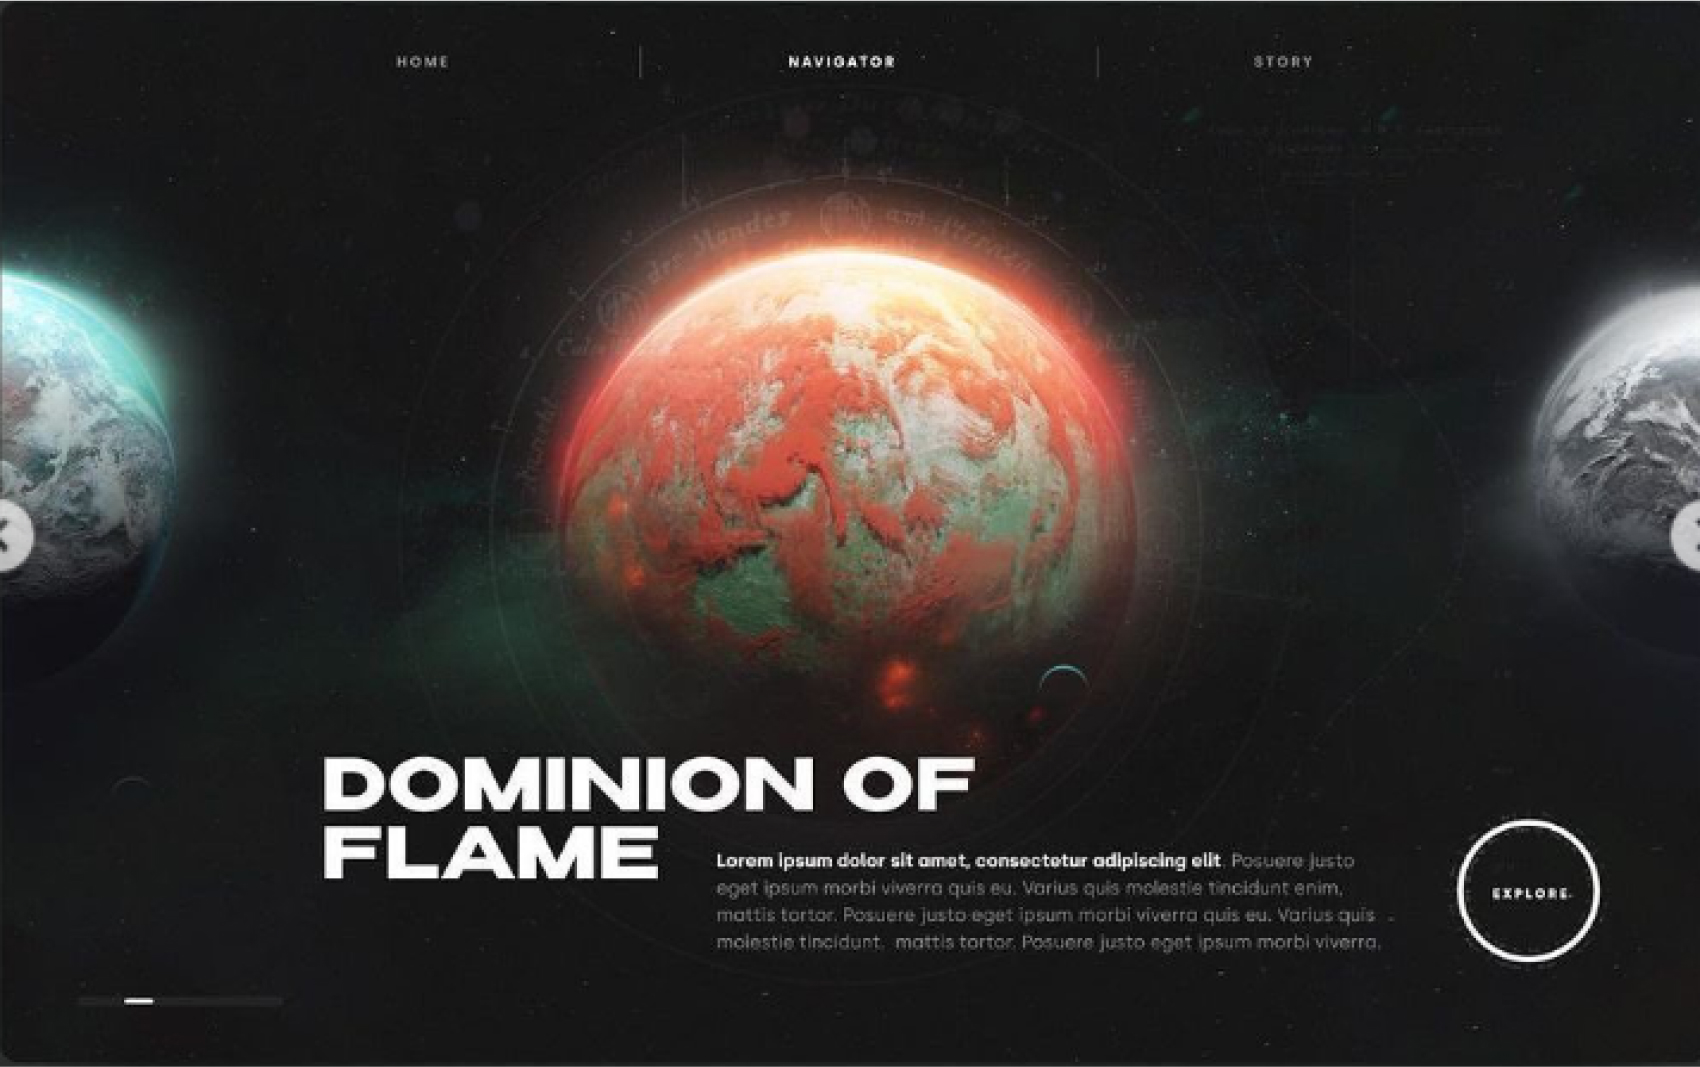 HOME
NAVIGATOR
STORY
des Mondes
DOMINION OF
FLAME
Lorem ipsum dolor sit amet, consectetur adipiscing elit. Posuere justo
eget ipsum morbi viverra quis eu. Varius quis molestie tincidunt enim,
mattis tortor. Posuere justo eget ipsum morbi viverra quis eu. Varius quis
molestie tincidunt, mattis tortor. Posuere justo eget ipsum morbi viverra.
EXPLORE